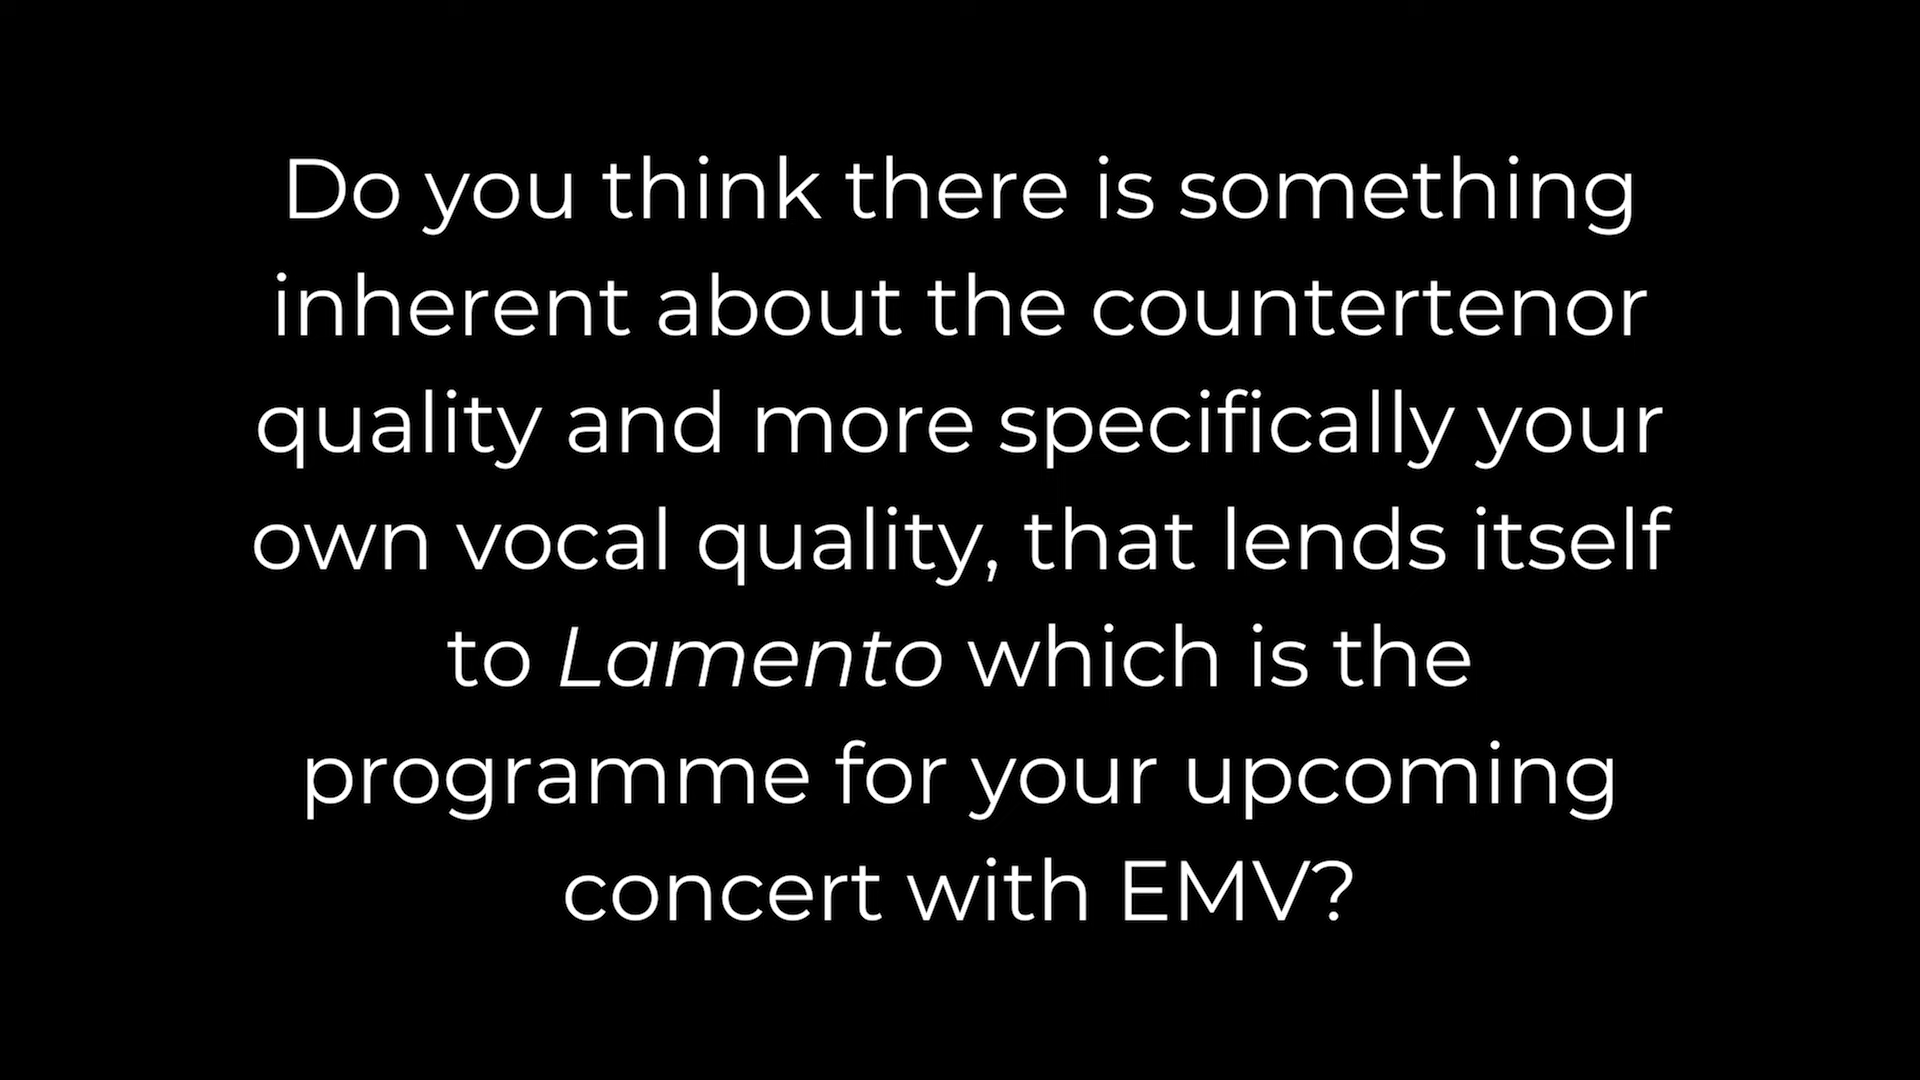 Do you think there is something
inherent about the countertenor
quality and more specifically your
own vocal quality, that lends itself
to Lamento which is the
programme for your upcoming
concert with EMV?